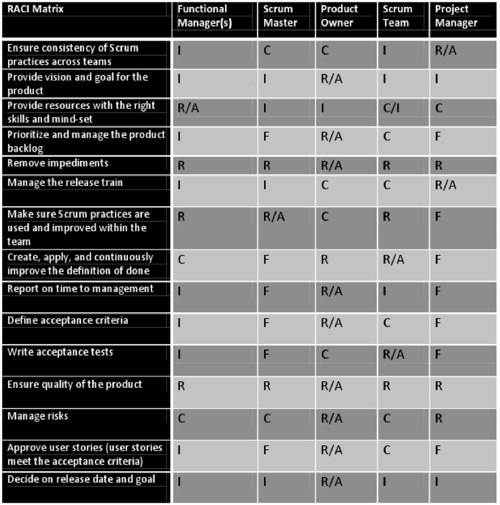 RACI Matrix Functional Manager(s) Scrum Master Product Owner Scrum Team Project Manager
Ensure consistency of Scrum practices across teams I C C I R/A
Provide vision and goal for the product I I R/A I I
Provide resources with the right skills and mind-set R/A I I C/I C
Prioritize and manage the product backlog I F R/A C F
Remove impediments R R R/A R R
Manage the release train I I C C R/A
Make sure Scrum practices are used and improved within the team R R/A C R F
Create, apply, and continuously improve the definition of done C F R R/A F
Report on time to management I F R/A I F
Define acceptance criteria I F R/A C F
Write acceptance tests I F C R/A F
Ensure quality of the product R R R/A R R
Manage risks C C R/A C R
Approve user stories (user stories meet the acceptance criteria) I F R/A C F
Decide on release date and goal I I R/A I I